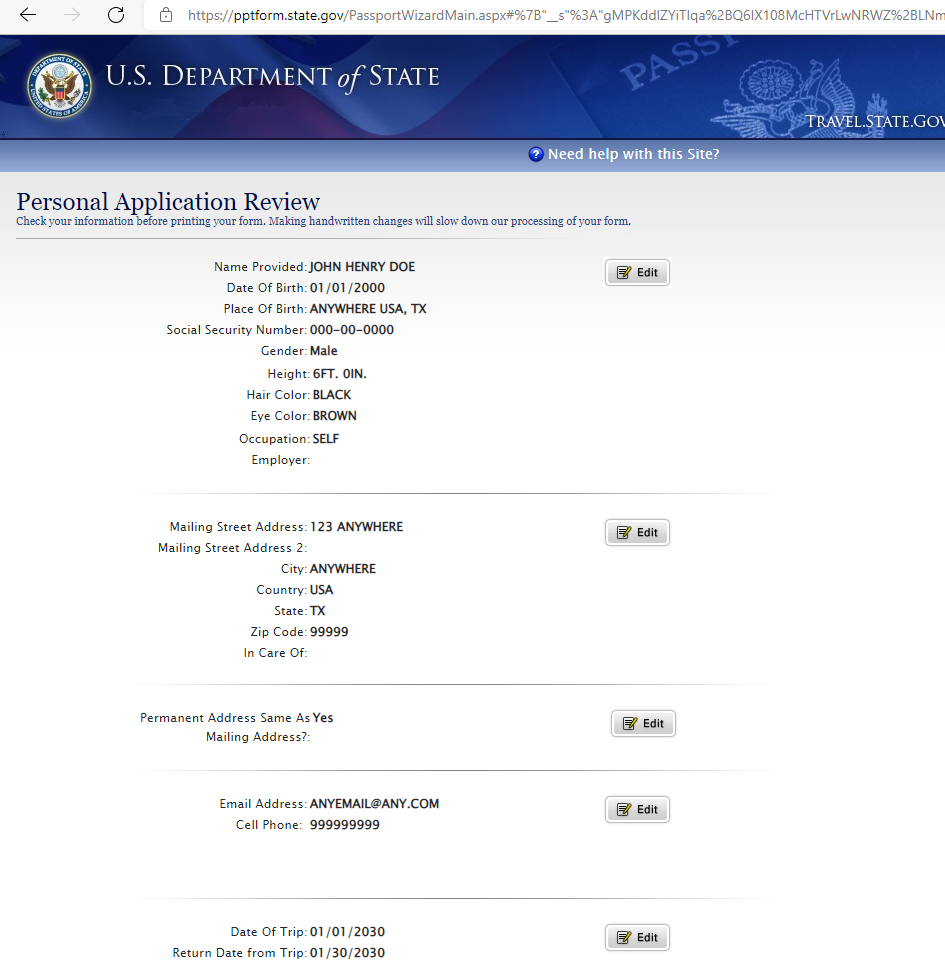 https://pptform.state.gov/PassportWizardMain.aspx#%7B"__s"%3A"gMPKddIZYiTlqa%2BQ6IX108McHTVrLwNRWZ%2BLNm
U.S. DEPARTMENT of STATE
PASSP
TRAVEL.STATE.GOV
? Need help with this Site?
Personal Application Review
Check your information before printing your form. Making handwritten changes will slow down our processing of your form.
Name Provided: JOHN HENRY DOE Edit
Date Of Birth: 01/01/2000
Place Of Birth: ANYWHERE USA, TX
Social Security Number: 000-00-0000
Gender: Male
Height: 6FT. 0IN.
Hair Color: BLACK
Eye Color: BROWN
Occupation: SELF
Employer:
Mailing Street Address: 123 ANYWHERE Edit
Mailing Street Address 2:
City: ANYWHERE
Country: USA
State: TX
Zip Code: 99999
In Care Of:
Permanent Address Same As Yes Edit
Mailing Address?:
Email Address: ANYEMAIL@ANY.COM Edit
Cell Phone: 999999999
Date Of Trip: 01/01/2030 Edit
Return Date from Trip: 01/30/2030